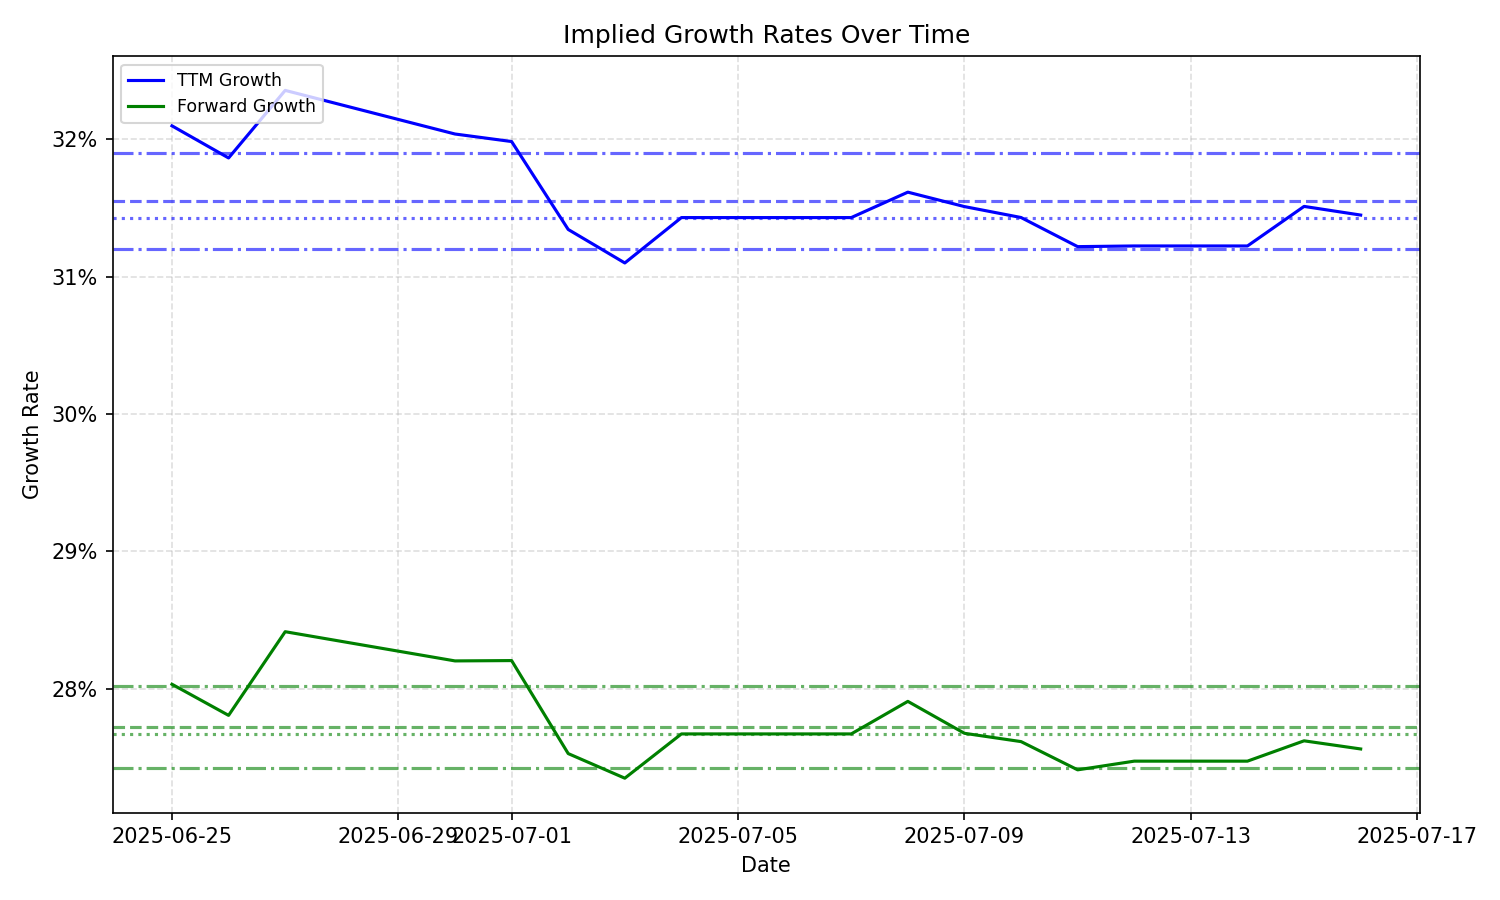 Implied Growth Rates Over Time
TTM Growth
Forward Growth
32%
31%
30%
29%
28%
Growth Rate
2025-06-25
2025-06-29
2025-07-01
2025-07-05
2025-07-09
2025-07-13
2025-07-17
Date